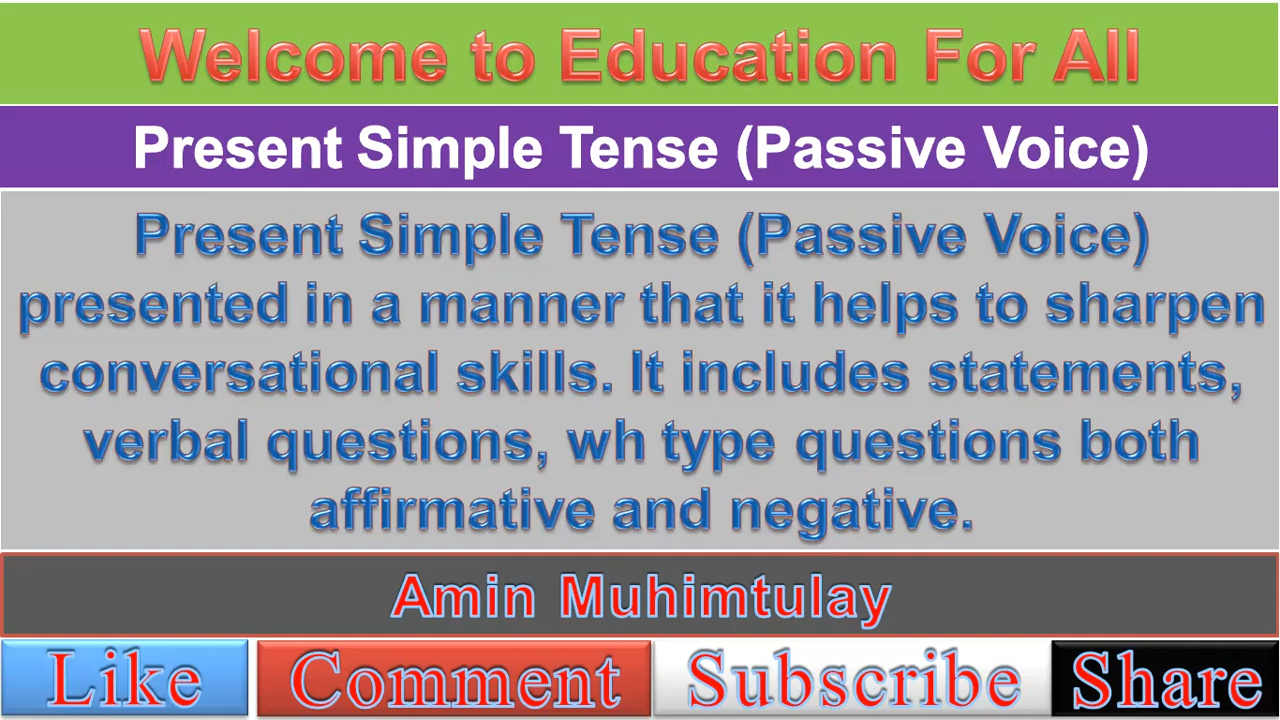 Welcome to Education For All
Present Simple Tense (Passive Voice)
Present Simple Tense (Passive Voice)
presented in a manner that it helps to sharpen
conversational skills. It includes statements,
verbal questions, wh type questions both
affirmative and negative.
Amin Muhimtulay
Like Comment Subscribe Share